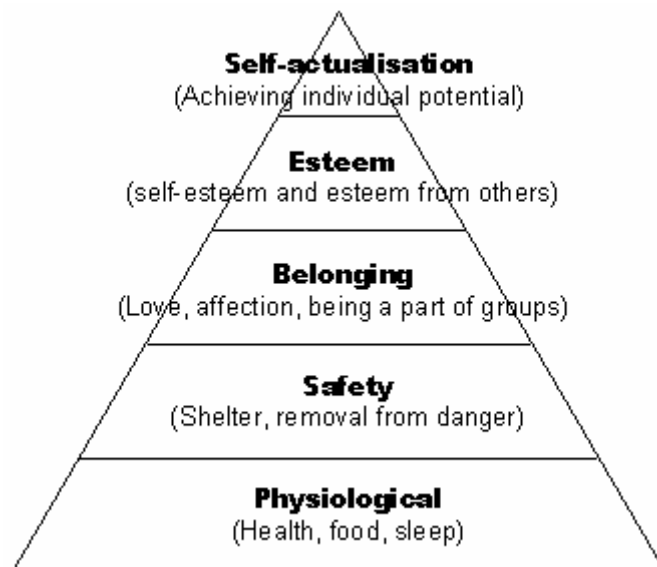 Self-actualisation
(Achieving individual potential)
Esteem
(self-esteem and esteem from others)
Belonging
(Love, affection, being a part of groups)
Safety
(Shelter, removal from danger)
Physiological
(Health, food, sleep)